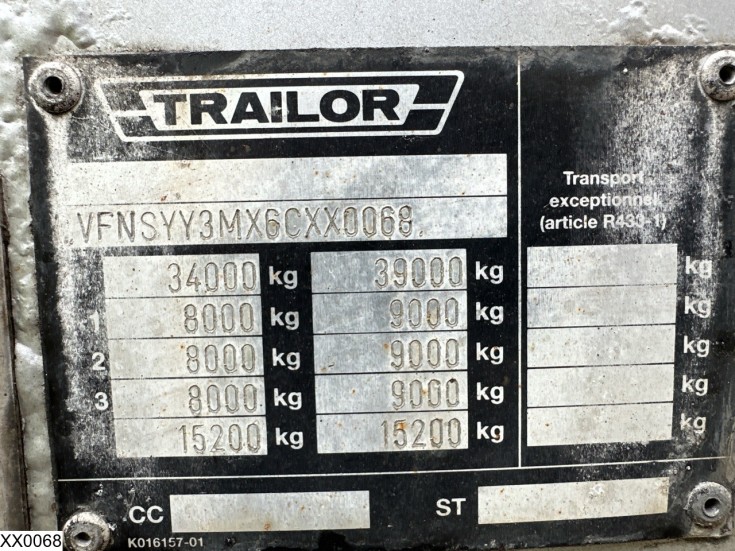 TRAILOR
Transport
exceptionnel
(article R433-1)
VFNSYY3MX6CXX0068
34000 kg 39000 kg kg
1 8000 kg 9000 kg kg
2 8000 kg 9000 kg kg
3 8000 kg 9000 kg kg
15200 kg 15200 kg kg
CC ST
K016157-01
XX0068